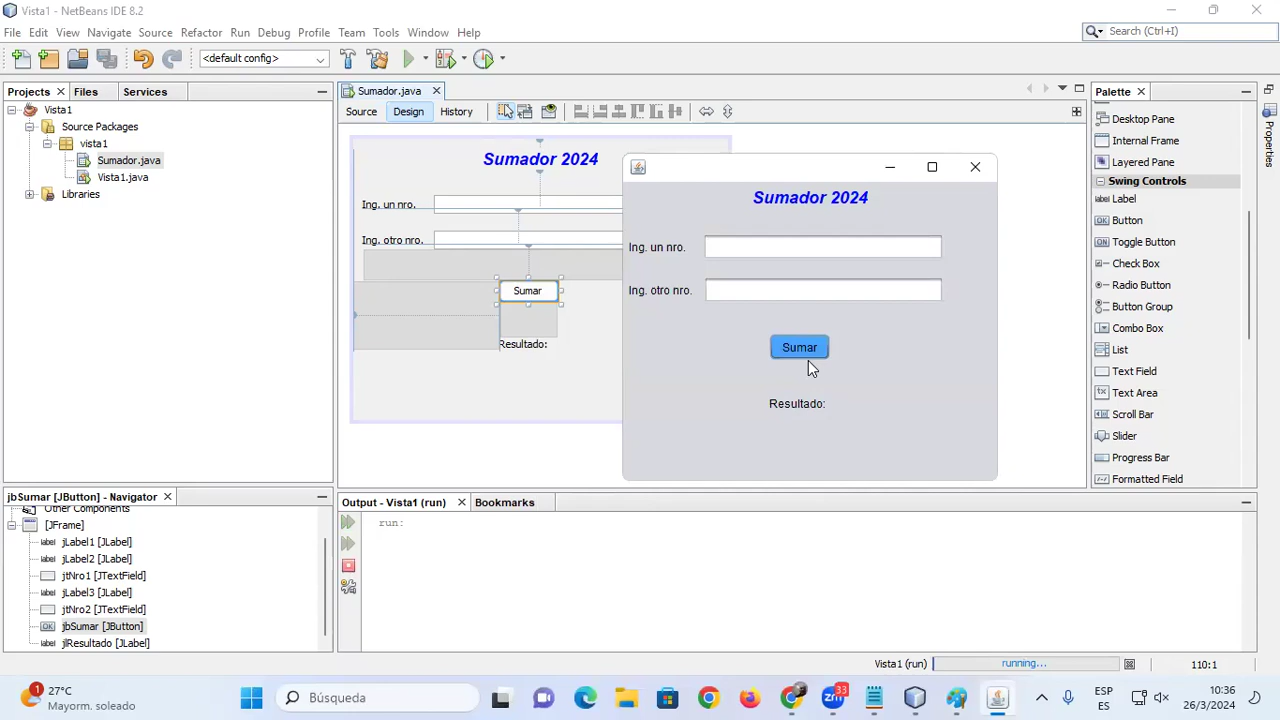 Vista1 - NetBeans IDE 8.2
File Edit View Navigate Source Refactor Run Debug Profile Team Tools Window Help
Search (Ctrl+I)
<default config>
Projects Files Services
Vista1
Source Packages
vista1
Sumador.java
Vista1.java
Libraries
Sumador.java
Source Design History
Sumador 2024
Ing. un nro.
Ing. otro nro.
Sumar
Resultado:
Sumador 2024
Ing. un nro.
Ing. otro nro.
Sumar
Resultado:
Palette
Desktop Pane
Internal Frame
Layered Pane
Swing Controls
Label
Button
Toggle Button
Check Box
Radio Button
Button Group
Combo Box
List
Text Field
Text Area
Scroll Bar
Slider
Progress Bar
Formatted Field
Properties
jbSumar [JButton] - Navigator
Other Components
[JFrame]
jLabel1 [JLabel]
jLabel2 [JLabel]
jtNro1 [JTextField]
jLabel3 [JLabel]
jtNro2 [JTextField]
jbSumar [JButton]
jlResultado [JLabel]
Output - Vista1 (run) Bookmarks
run:
Vista1 (run) running... 110:1
1
27°C
Mayorm. soleado
Búsqueda
33
ESP
ES
10:36
26/3/2024